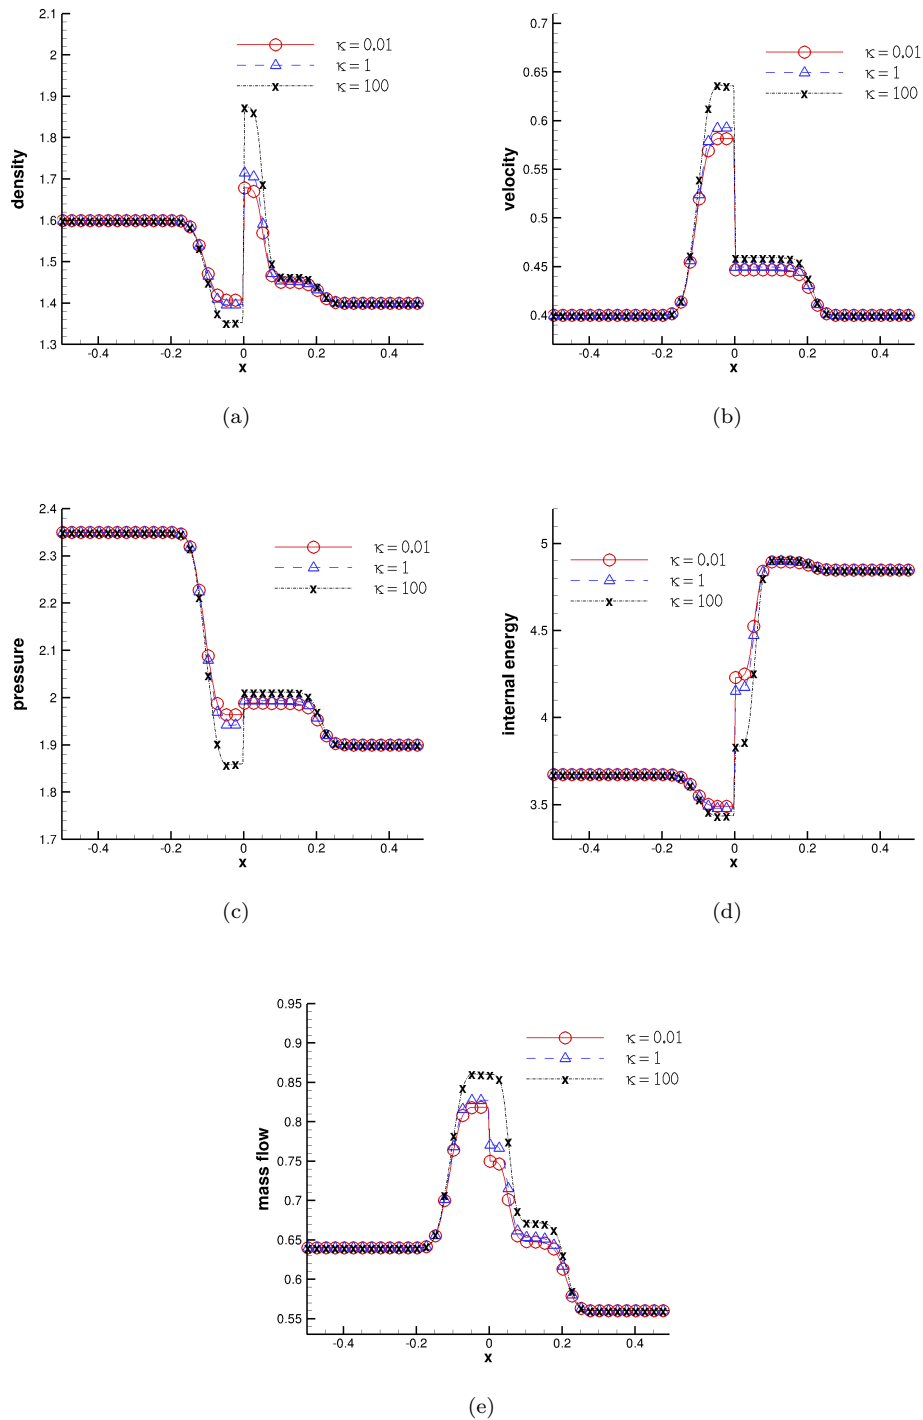 2.1
2
1.9
1.8
1.7
1.6
1.5
1.4
1.3
density
κ = 0.01
κ = 1
κ = 100
-0.4 -0.2 0 0.2 0.4
x
(a)
0.7
0.65
0.6
0.55
0.5
0.45
0.4
velocity
κ = 0.01
κ = 1
κ = 100
-0.4 -0.2 0 0.2 0.4
x
(b)
2.4
2.3
2.2
2.1
2
1.9
1.8
1.7
pressure
κ = 0.01
κ = 1
κ = 100
-0.4 -0.2 0 0.2 0.4
x
(c)
5
4.5
4
3.5
internal energy
κ = 0.01
κ = 1
κ = 100
-0.4 -0.2 0 0.2 0.4
x
(d)
0.95
0.9
0.85
0.8
0.75
0.7
0.65
0.6
0.55
mass flow
κ = 0.01
κ = 1
κ = 100
-0.4 -0.2 0 0.2 0.4
x
(e)